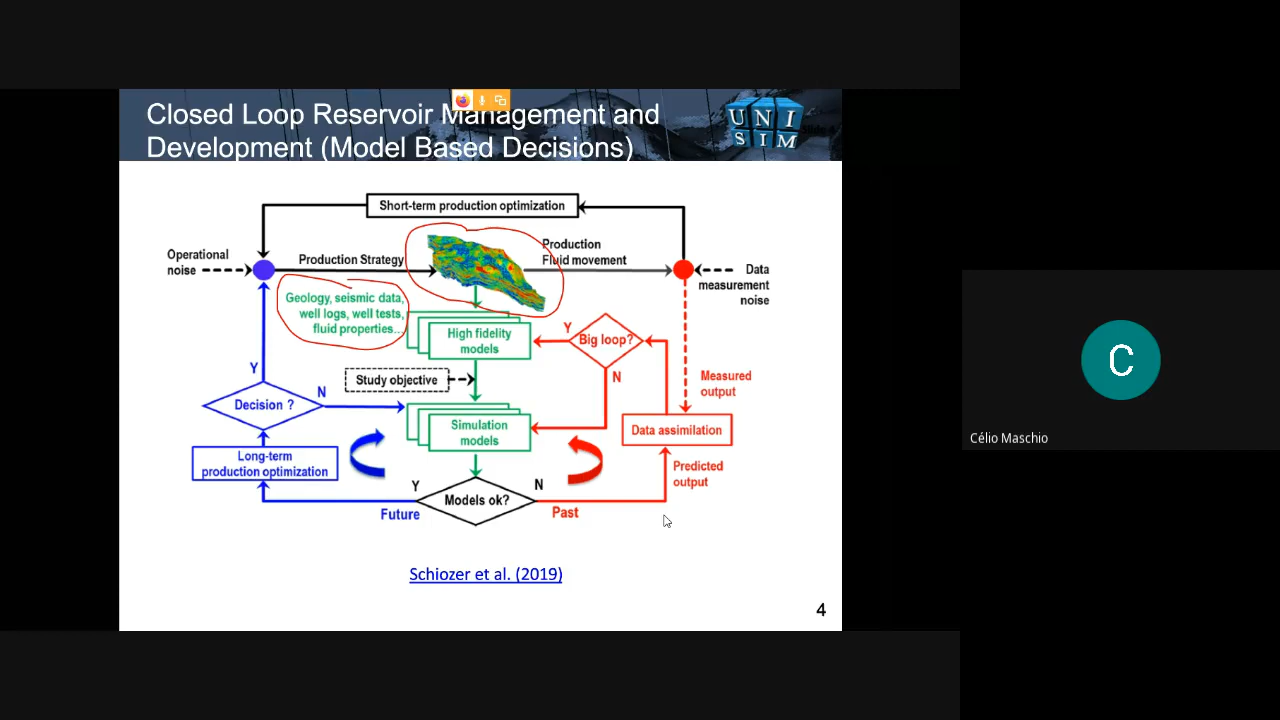 Closed Loop Reservoir Management and
Development (Model Based Decisions)
UNI
SIM
Short-term production optimization
Operational
noise
Production Strategy
Production
Fluid movement
Data
measurement
noise
Geology, seismic data,
well logs, well tests,
fluid properties...
High fidelity
models
Y
Big loop?
N
Study objective
Measured
output
Y
Decision ?
N
Simulation
models
Data assimilation
Long-term
production optimization
Predicted
output
Y
Models ok?
N
Future
Past
Schiozer et al. (2019)
4
C
Célio Maschio